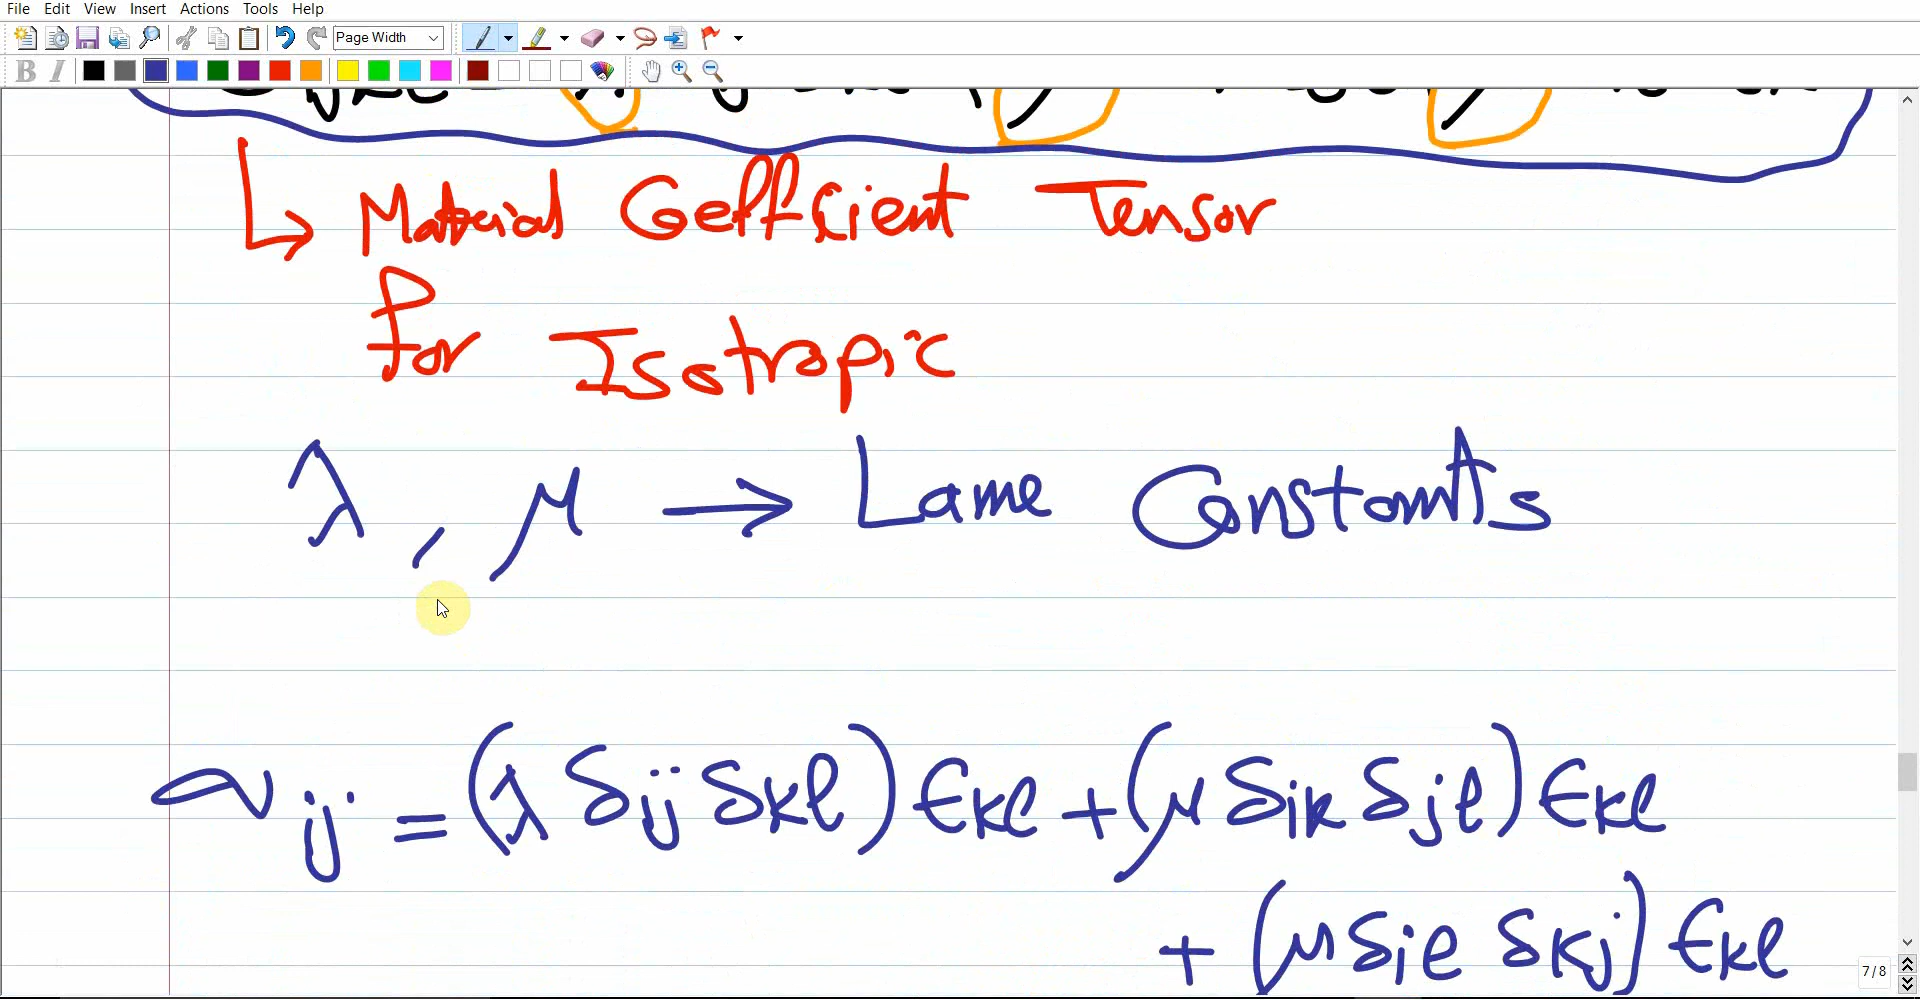 File Edit View Insert Actions Tools Help
Page Width
Material Coefficient Tensor
for Isotropic
λ , μ → Lame Constants
σij = (λ δij δkl) ϵkl + (μ δik δjl) ϵkl
+ (μ δil δkj) ϵkl
7 / 8